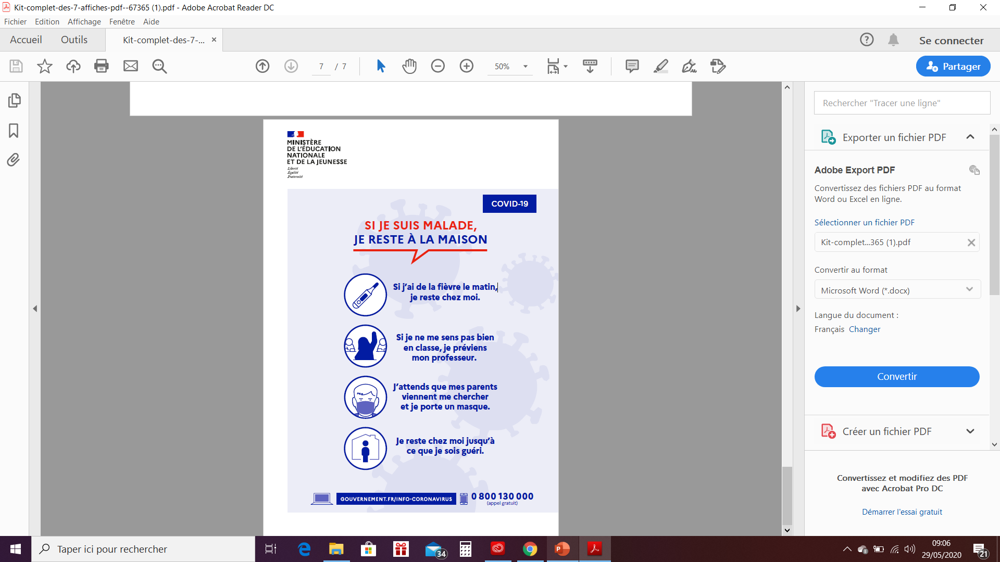 Kit-complet-des-7-affiches-pdf--67365 (1).pdf - Adobe Acrobat Reader DC
Fichier Edition Affichage Fenêtre Aide
Accueil Outils Kit-complet-des-7-... × Se connecter
7 / 7 50% Partager
MINISTÈRE
DE L'ÉDUCATION
NATIONALE
ET DE LA JEUNESSE
Liberté
Égalité
Fraternité
COVID-19
SI JE SUIS MALADE,
JE RESTE À LA MAISON
Si j'ai de la fièvre le matin,
je reste chez moi.
Si je ne me sens pas bien
en classe, je préviens
mon professeur.
J'attends que mes parents
viennent me chercher
et je porte un masque.
Je reste chez moi jusqu'à
ce que je sois guéri.
GOUVERNEMENT.FR/INFO-CORONAVIRUS
0 800 130 000
(appel gratuit)
Rechercher "Tracer une ligne"
Exporter un fichier PDF
Adobe Export PDF
Convertissez des fichiers PDF au format
Word ou Excel en ligne.
Sélectionner un fichier PDF
Kit-complet...365 (1).pdf
Convertir au format
Microsoft Word (*.docx)
Langue du document :
Français Changer
Convertir
Créer un fichier PDF
Convertissez et modifiez des PDF
avec Acrobat Pro DC
Démarrer l'essai gratuit
Taper ici pour rechercher
34
09:06
29/05/2020
21